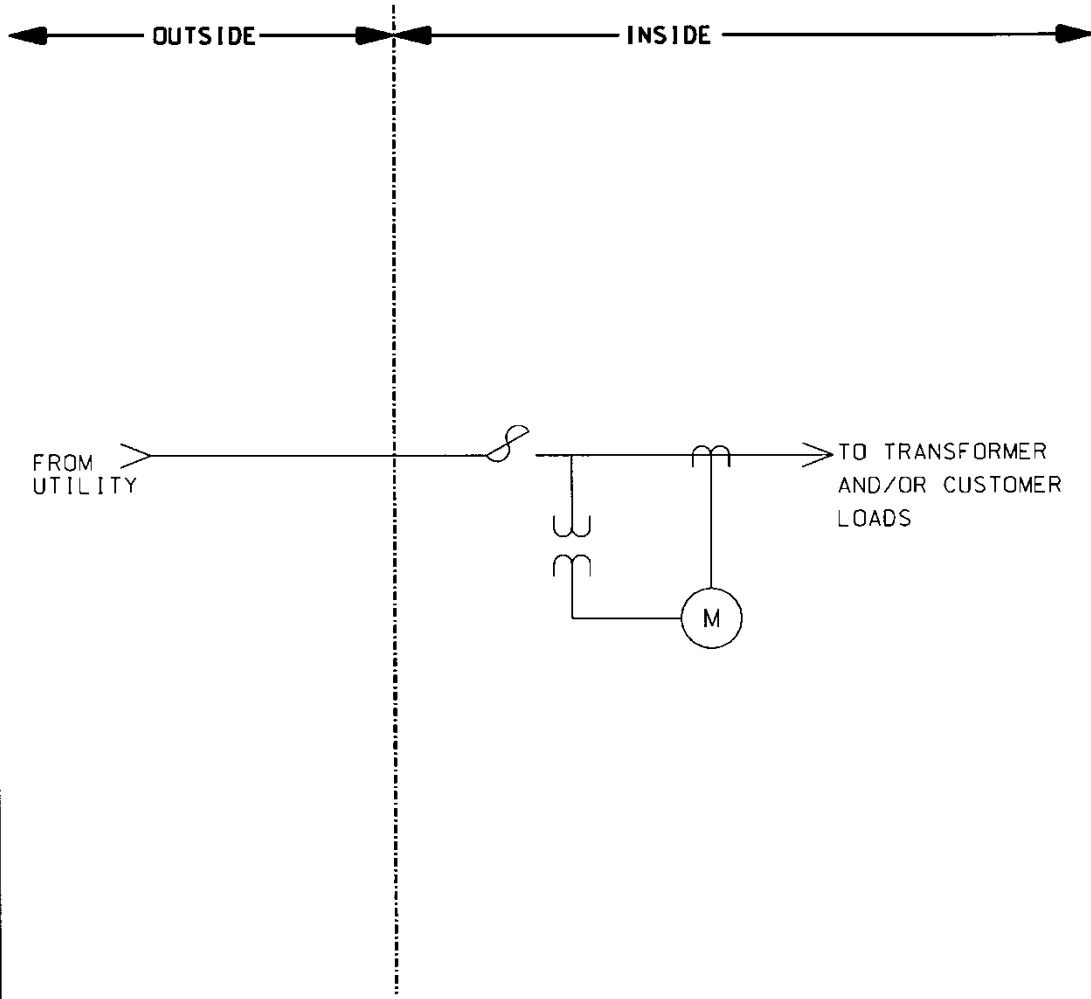 OUTSIDE
INSIDE
FROM
UTILITY
TO TRANSFORMER
AND/OR CUSTOMER
LOADS
M